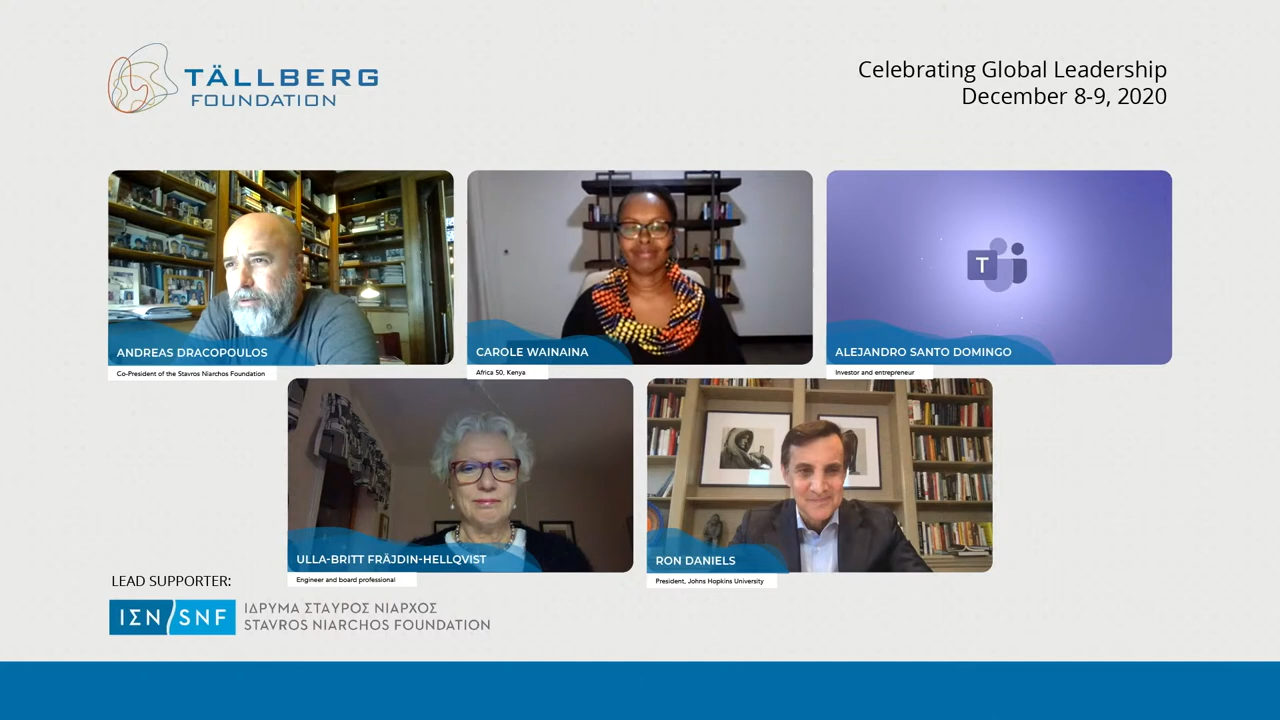 TÄLLBERG
FOUNDATION
Celebrating Global Leadership
December 8-9, 2020
ANDREAS DRACOPOULOS
Co-President of the Stavros Niarchos Foundation
CAROLE WAINAINA
Africa 50, Kenya
T
ALEJANDRO SANTO DOMINGO
Investor and entrepreneur
ULLA-BRITT FRÄJDIN-HELLQVIST
Engineer and board professional
RON DANIELS
President, Johns Hopkins University
LEAD SUPPORTER:
ΙΣΝ/SNF
ΙΔΡΥΜΑ ΣΤΑΥΡΟΣ ΝΙΑΡΧΟΣ
STAVROS NIARCHOS FOUNDATION